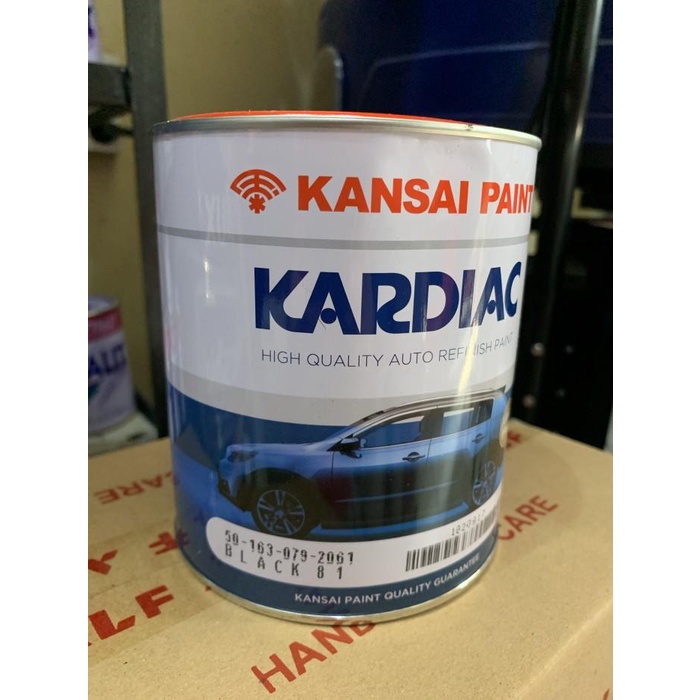 KANSAI PAINT
KARDIAC
HIGH QUALITY AUTO REFINISH PAINT
50-163-079-2061
BLACK 81
KANSAI PAINT QUALITY GUARANTEE
CARE
CARE
LF
HAND